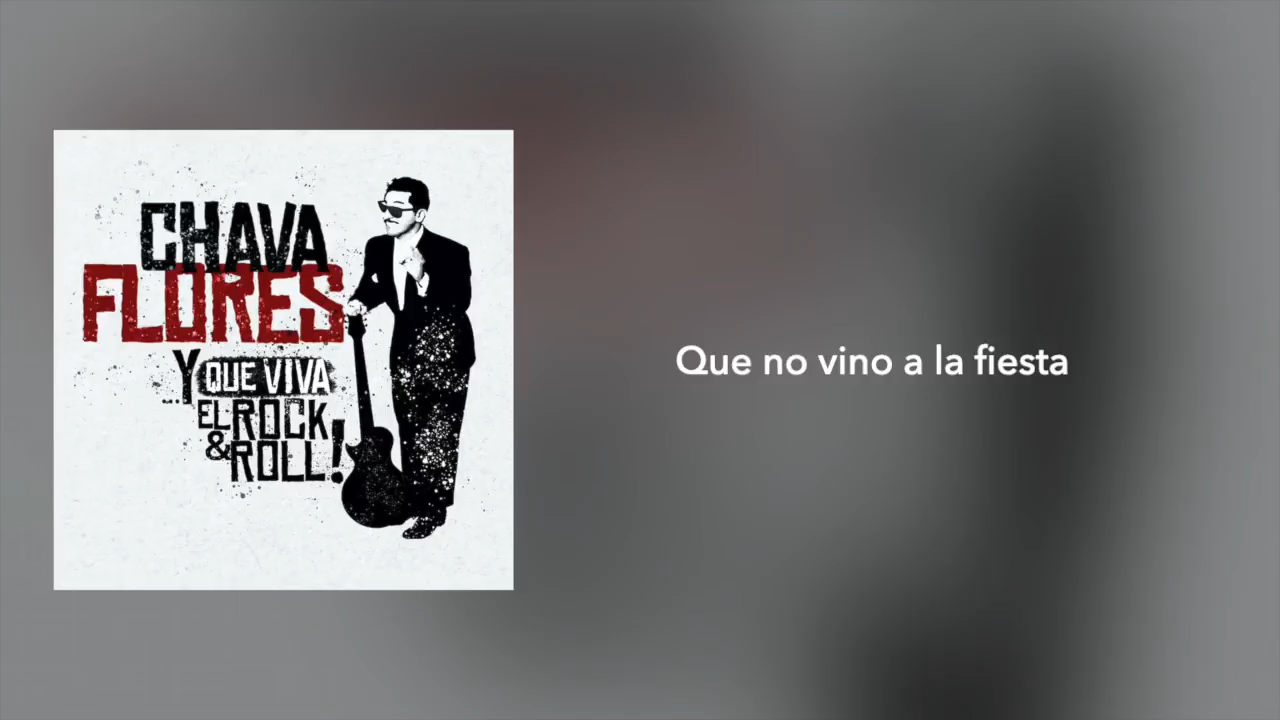 CHAVA
FLORES
...Y QUE VIVA
EL ROCK
& ROLL!
Que no vino a la fiesta